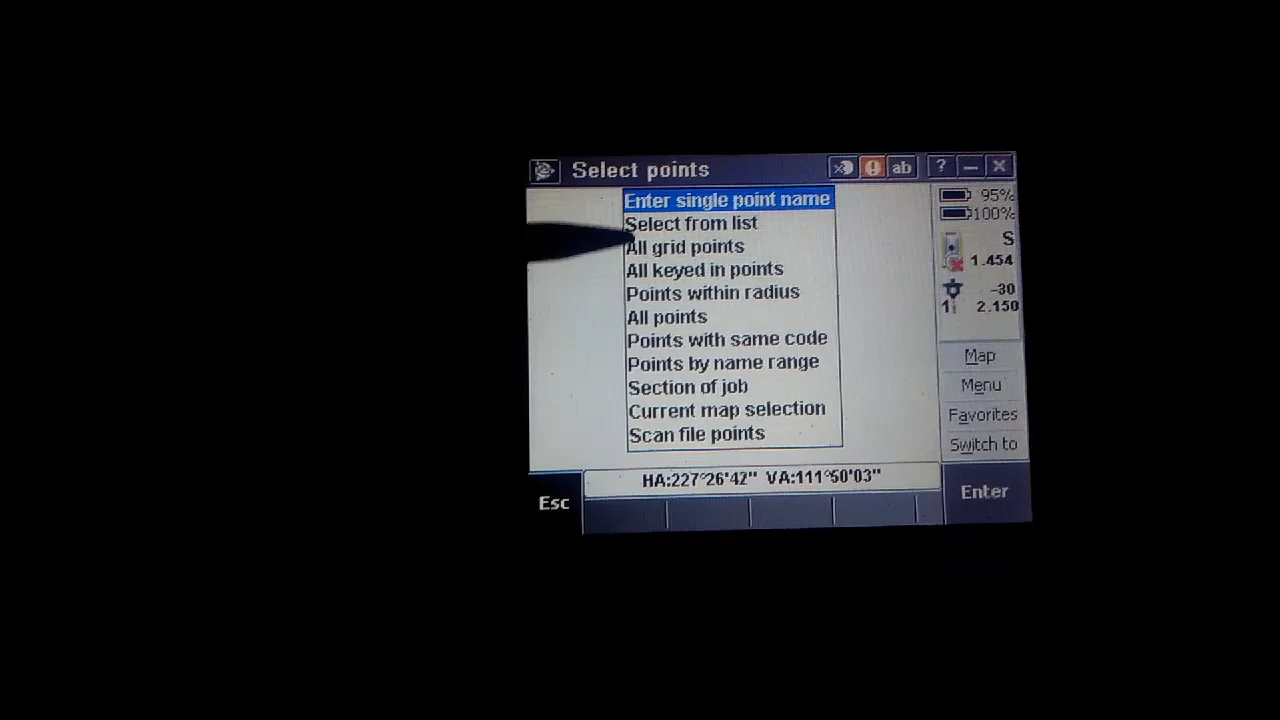 Select points
ab
?
Enter single point name
Select from list
All grid points
All keyed in points
Points within radius
All points
Points with same code
Points by name range
Section of job
Current map selection
Scan file points
95%
100%
S
1.454
-30
1 2.150
Map
Menu
Favorites
Switch to
HA:227°26'42" VA:111°50'03"
Esc
Enter